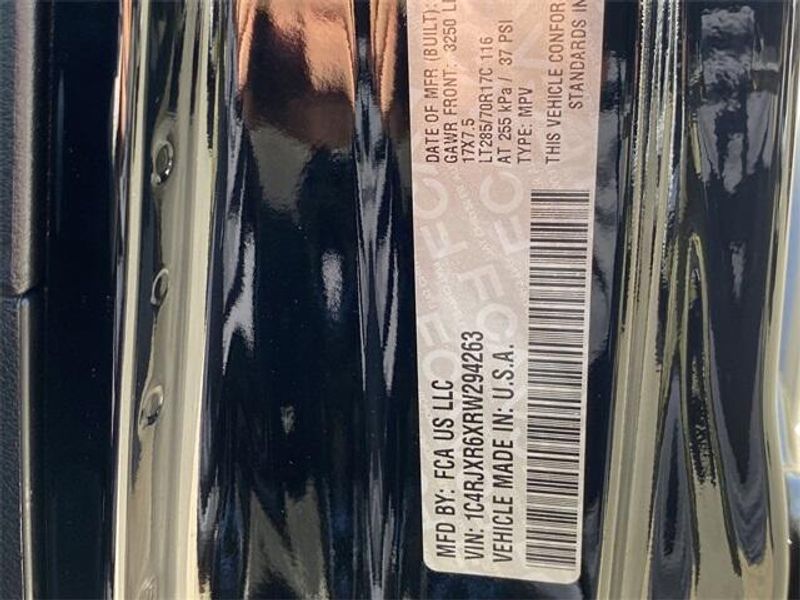 MFD BY: FCA US LLC
VIN: 1C4RJXR6XRW294263
VEHICLE MADE IN: U.S.A.
DATE OF MFR (BUILT):
GAWR FRONT: 3250 L
17X7.5
LT285/70R17C 116
AT 255 kPa / 37 PSI
TYPE: MPV
THIS VEHICLE CONFOR
STANDARDS IN